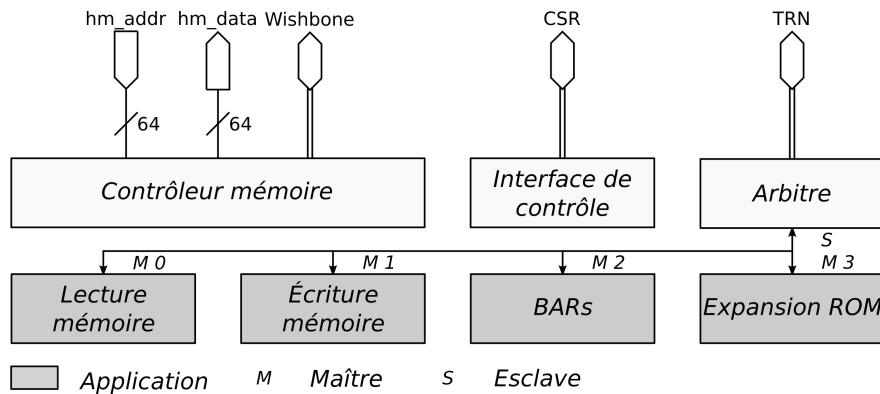 hm_addr hm_data Wishbone CSR TRN
64 64
Contrôleur mémoire
Interface de
contrôle
Arbitre
S
M 0 M 1 M 2 M 3
Lecture
mémoire
Écriture
mémoire
BARs
Expansion ROM
Application M Maître S Esclave